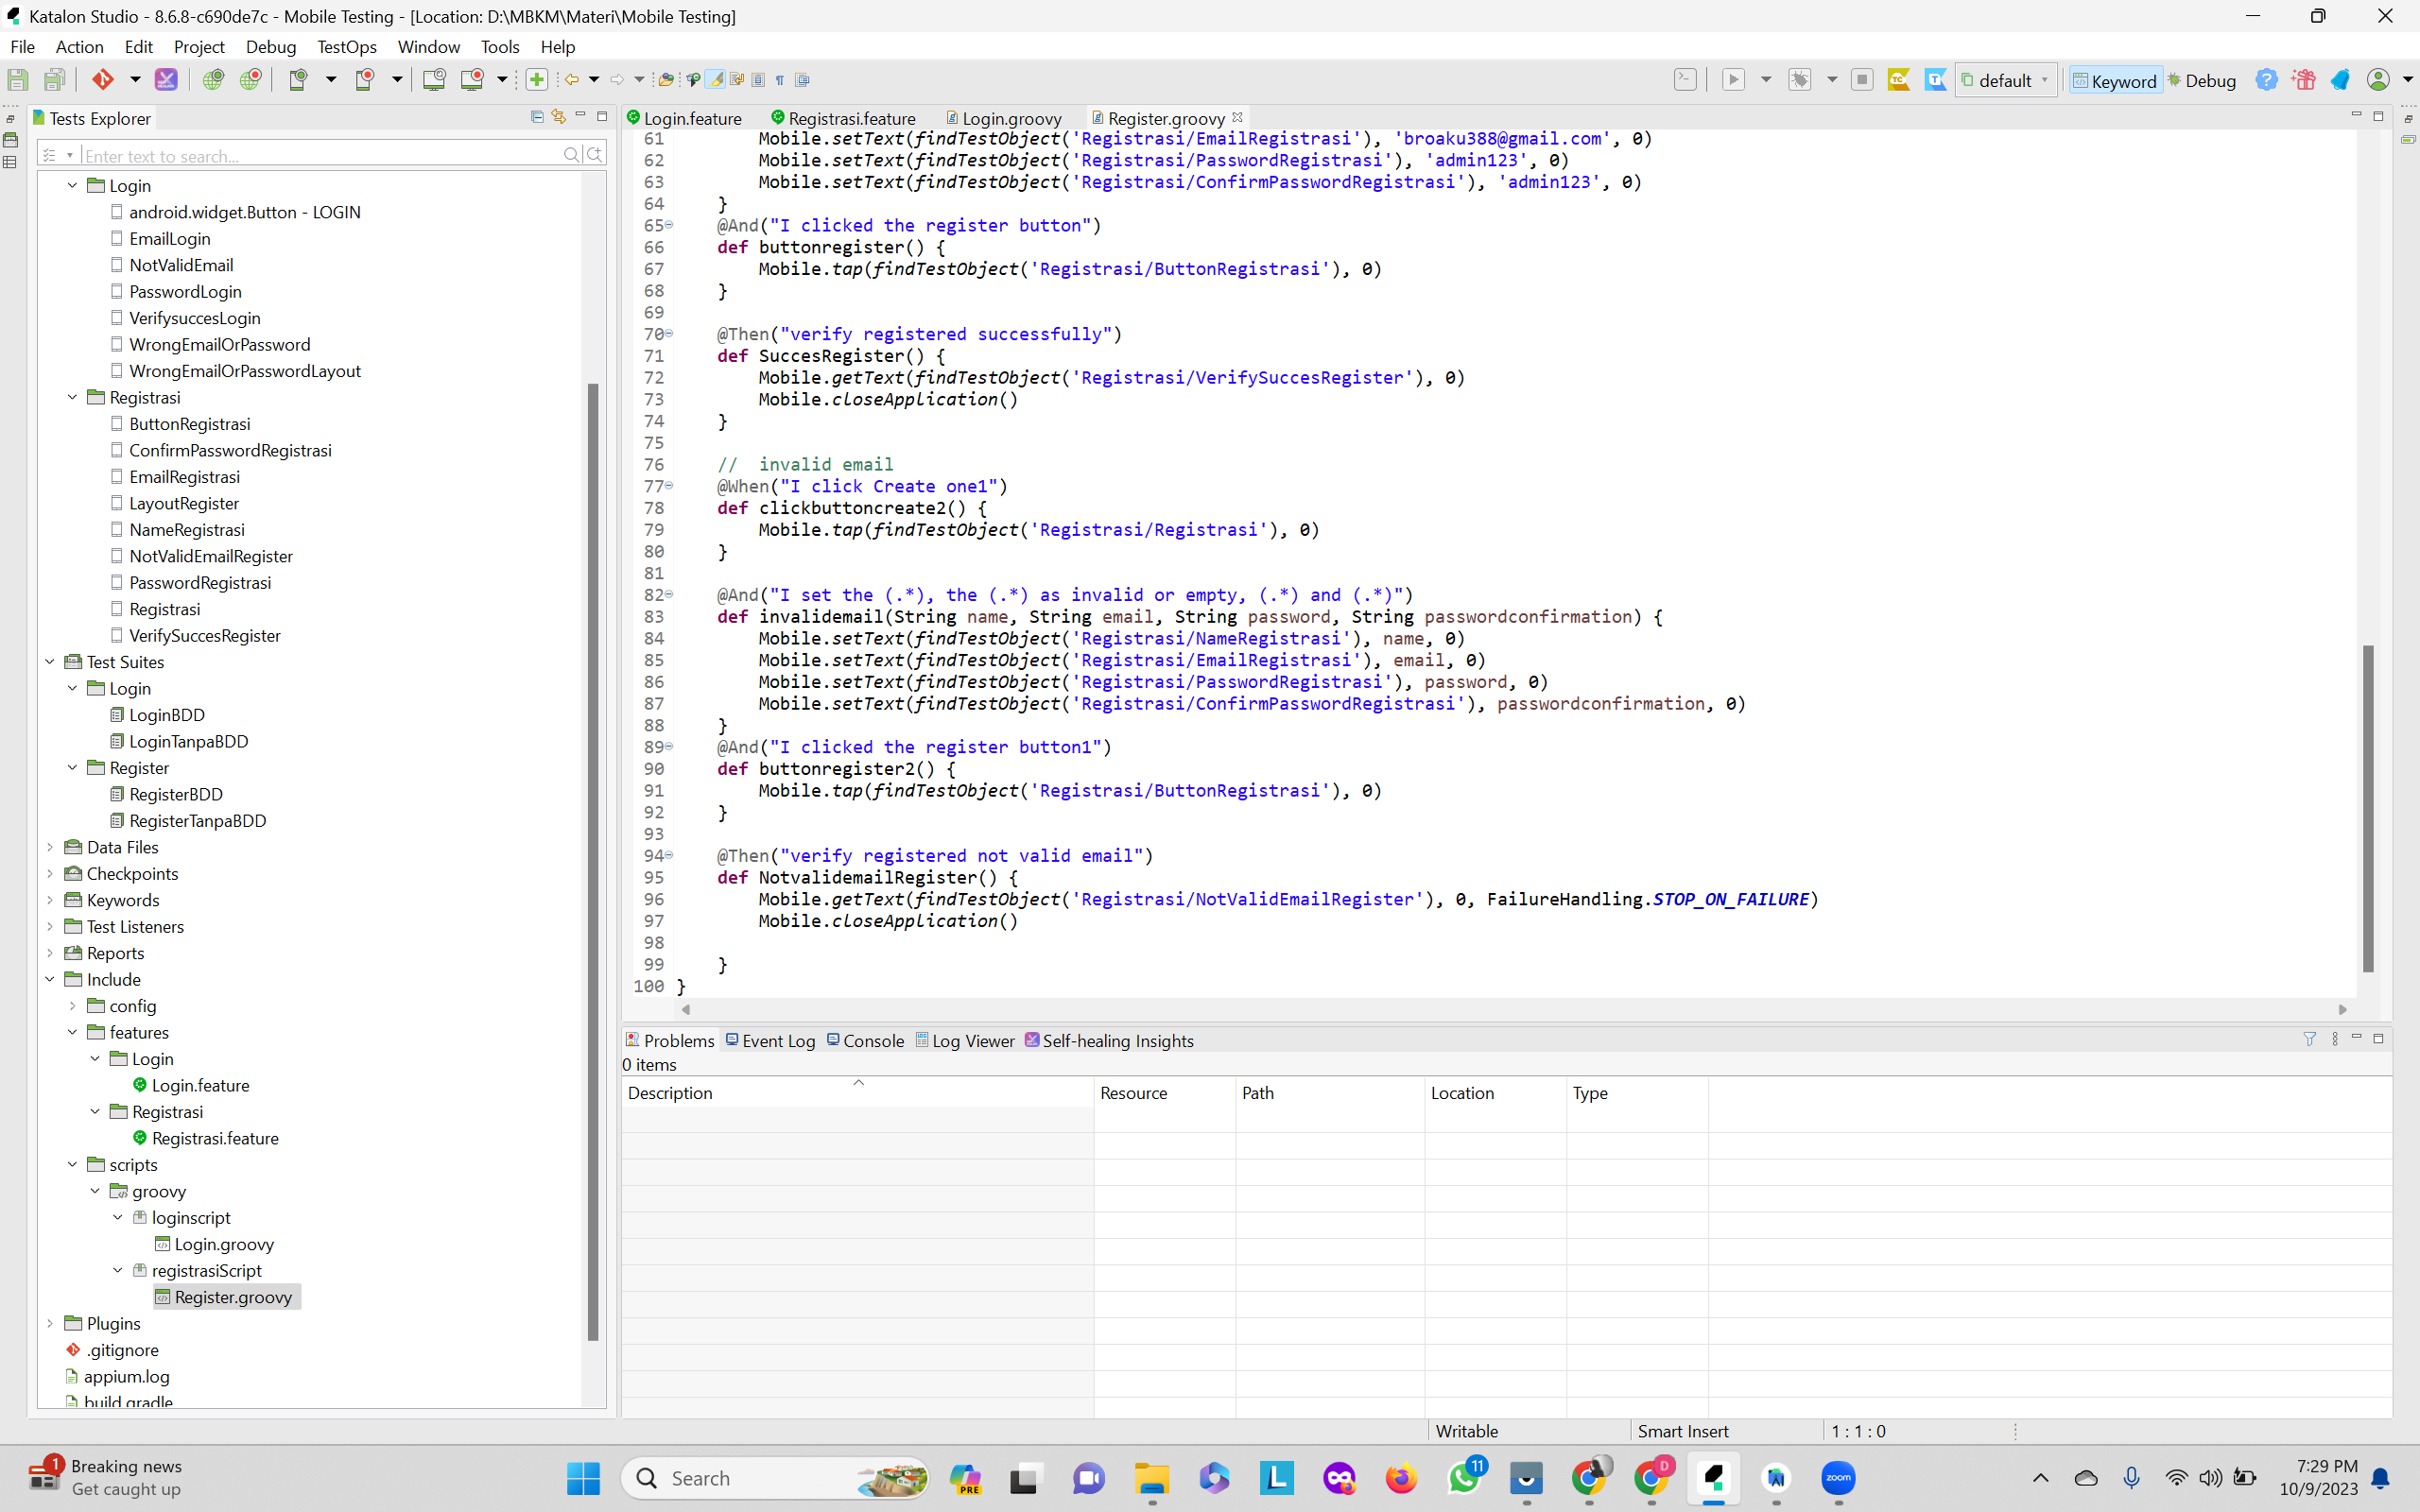 Katalon Studio - 8.6.8-c690de7c - Mobile Testing - [Location: D:\MBKM\Materi\Mobile Testing]
File Action Edit Project Debug TestOps Window Tools Help
default Keyword Debug
Tests Explorer
Enter text to search...
Login
android.widget.Button - LOGIN
EmailLogin
NotValidEmail
PasswordLogin
VerifysuccesLogin
WrongEmailOrPassword
WrongEmailOrPasswordLayout
Registrasi
ButtonRegistrasi
ConfirmPasswordRegistrasi
EmailRegistrasi
LayoutRegister
NameRegistrasi
NotValidEmailRegister
PasswordRegistrasi
Registrasi
VerifySuccesRegister
Test Suites
Login
LoginBDD
LoginTanpaBDD
Register
RegisterBDD
RegisterTanpaBDD
Data Files
Checkpoints
Keywords
Test Listeners
Reports
Include
config
features
Login
Login.feature
Registrasi
Registrasi.feature
scripts
groovy
loginscript
Login.groovy
registrasiScript
Register.groovy
Plugins
.gitignore
appium.log
build.gradle
Login.feature Registrasi.feature Login.groovy Register.groovy
61 Mobile.setText(findTestObject('Registrasi/EmailRegistrasi'), 'broaku388@gmail.com', 0)
62 Mobile.setText(findTestObject('Registrasi/PasswordRegistrasi'), 'admin123', 0)
63 Mobile.setText(findTestObject('Registrasi/ConfirmPasswordRegistrasi'), 'admin123', 0)
64 }
65 @And("I clicked the register button")
66 def buttonregister() {
67 Mobile.tap(findTestObject('Registrasi/ButtonRegistrasi'), 0)
68 }
69
70 @Then("verify registered successfully")
71 def SuccesRegister() {
72 Mobile.getText(findTestObject('Registrasi/VerifySuccesRegister'), 0)
73 Mobile.closeApplication()
74 }
75
76 // invalid email
77 @When("I click Create one1")
78 def clickbuttoncreate2() {
79 Mobile.tap(findTestObject('Registrasi/Registrasi'), 0)
80 }
81
82 @And("I set the (.*), the (.*) as invalid or empty, (.*) and (.*)")
83 def invalidemail(String name, String email, String password, String passwordconfirmation) {
84 Mobile.setText(findTestObject('Registrasi/NameRegistrasi'), name, 0)
85 Mobile.setText(findTestObject('Registrasi/EmailRegistrasi'), email, 0)
86 Mobile.setText(findTestObject('Registrasi/PasswordRegistrasi'), password, 0)
87 Mobile.setText(findTestObject('Registrasi/ConfirmPasswordRegistrasi'), passwordconfirmation, 0)
88 }
89 @And("I clicked the register button1")
90 def buttonregister2() {
91 Mobile.tap(findTestObject('Registrasi/ButtonRegistrasi'), 0)
92 }
93
94 @Then("verify registered not valid email")
95 def NotvalidemailRegister() {
96 Mobile.getText(findTestObject('Registrasi/NotValidEmailRegister'), 0, FailureHandling.STOP_ON_FAILURE)
97 Mobile.closeApplication()
98
99 }
100 }
Problems Event Log Console Log Viewer Self-healing Insights
0 items
Description Resource Path Location Type
Writable Smart Insert 1 : 1 : 0
1 Breaking news
Get caught up
Search
PRE
L
11
D
zoom
7:29 PM
10/9/2023